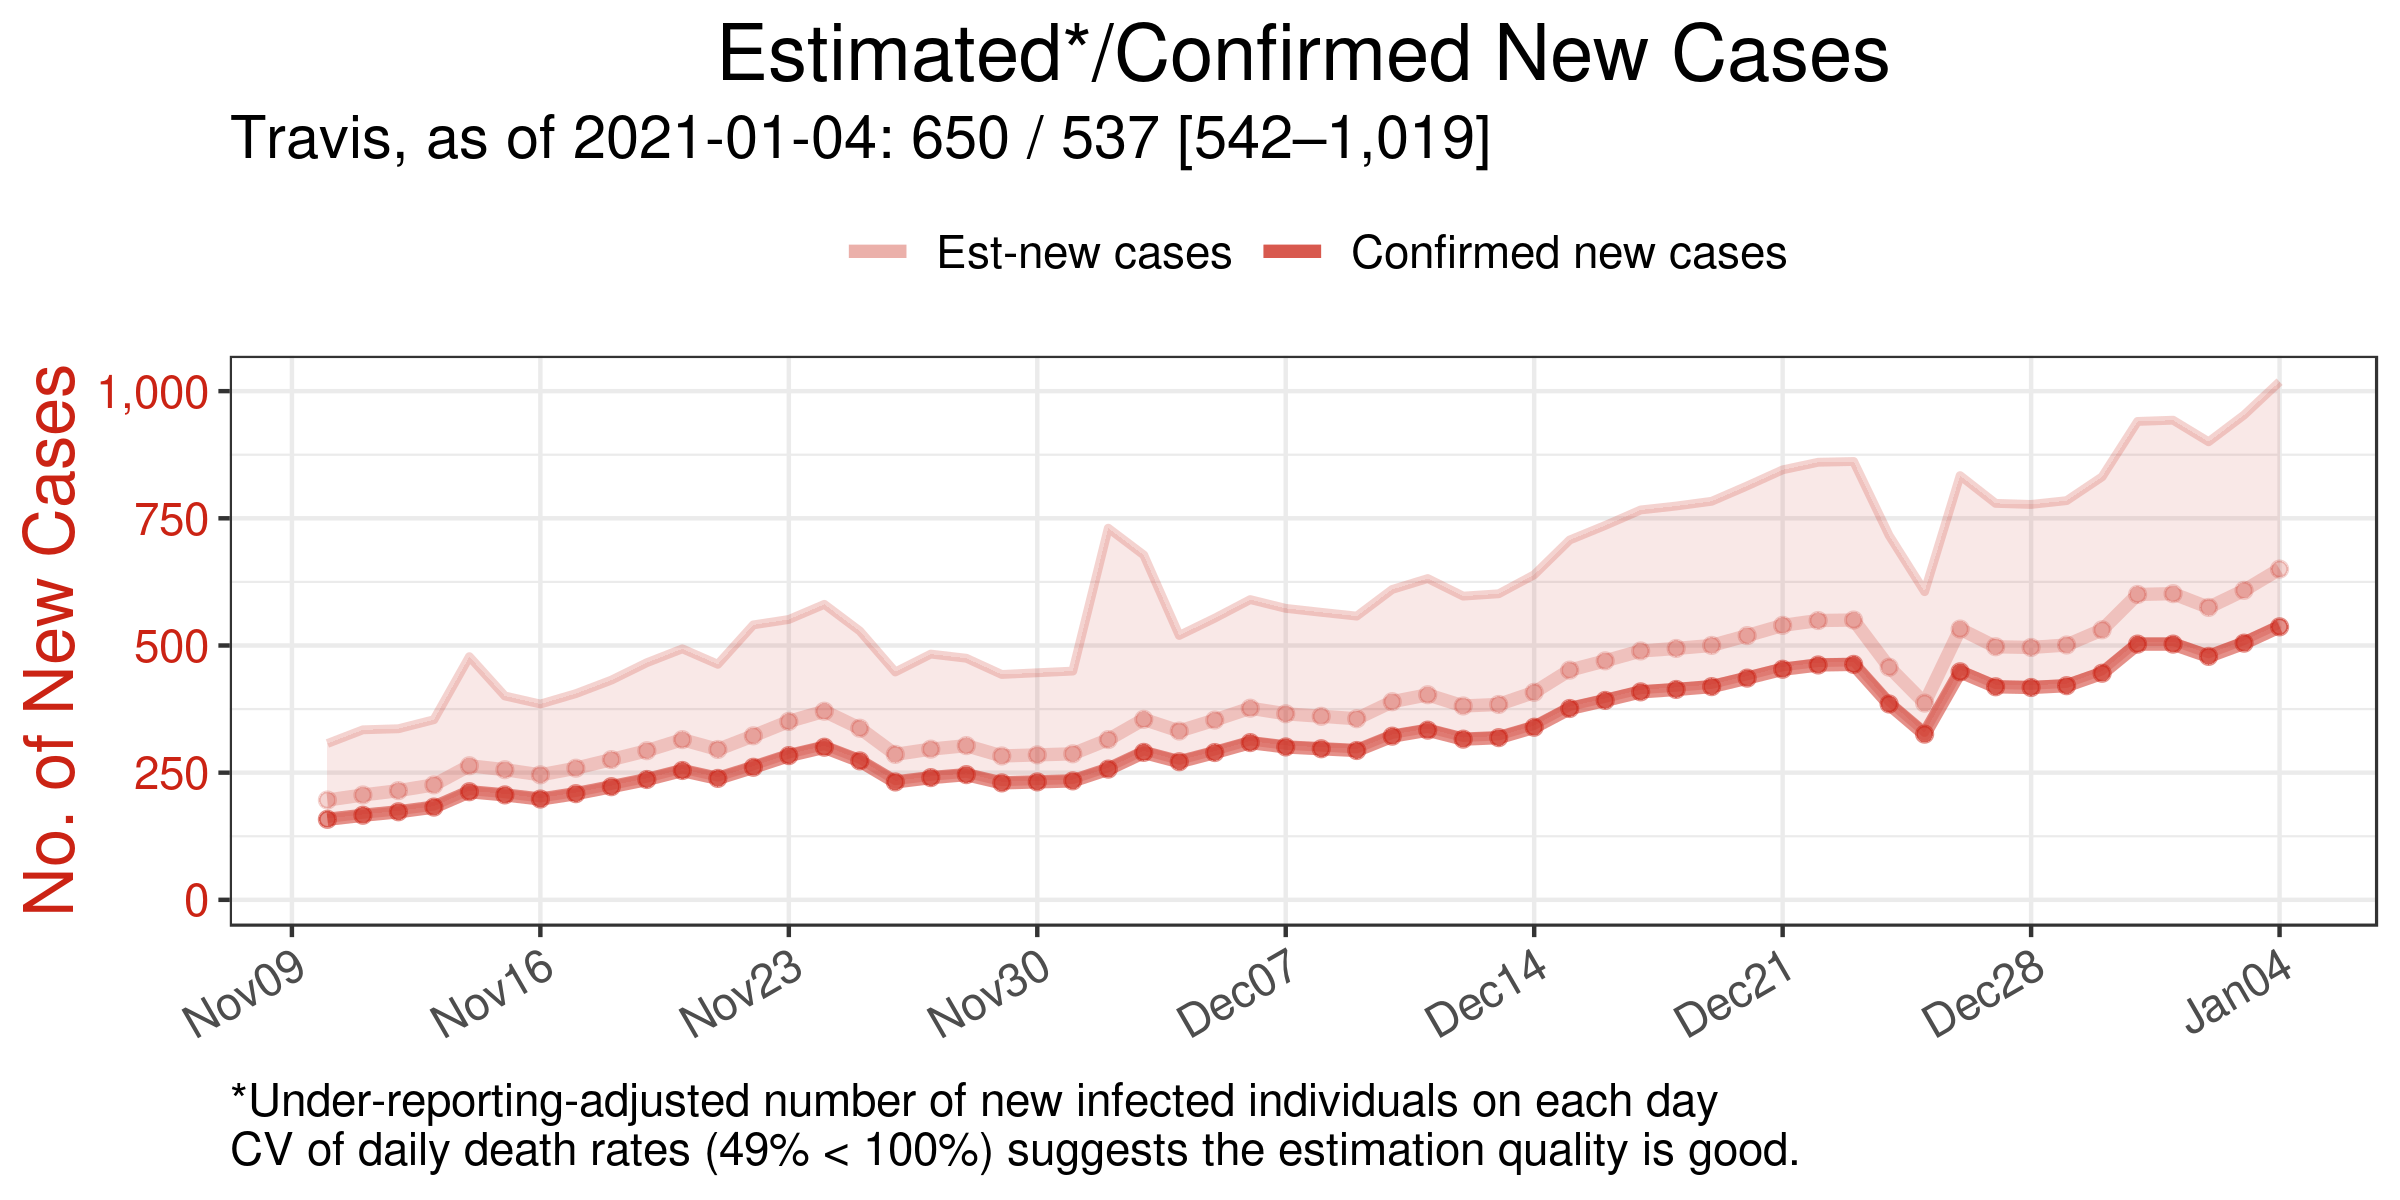 Estimated*/Confirmed New Cases
Travis, as of 2021-01-04: 650 / 537 [542–1,019]
Est-new cases Confirmed new cases
No. of New Cases
1,000
750
500
250
0
Nov09 Nov16 Nov23 Nov30 Dec07 Dec14 Dec21 Dec28 Jan04
*Under-reporting-adjusted number of new infected individuals on each day
CV of daily death rates (49% < 100%) suggests the estimation quality is good.